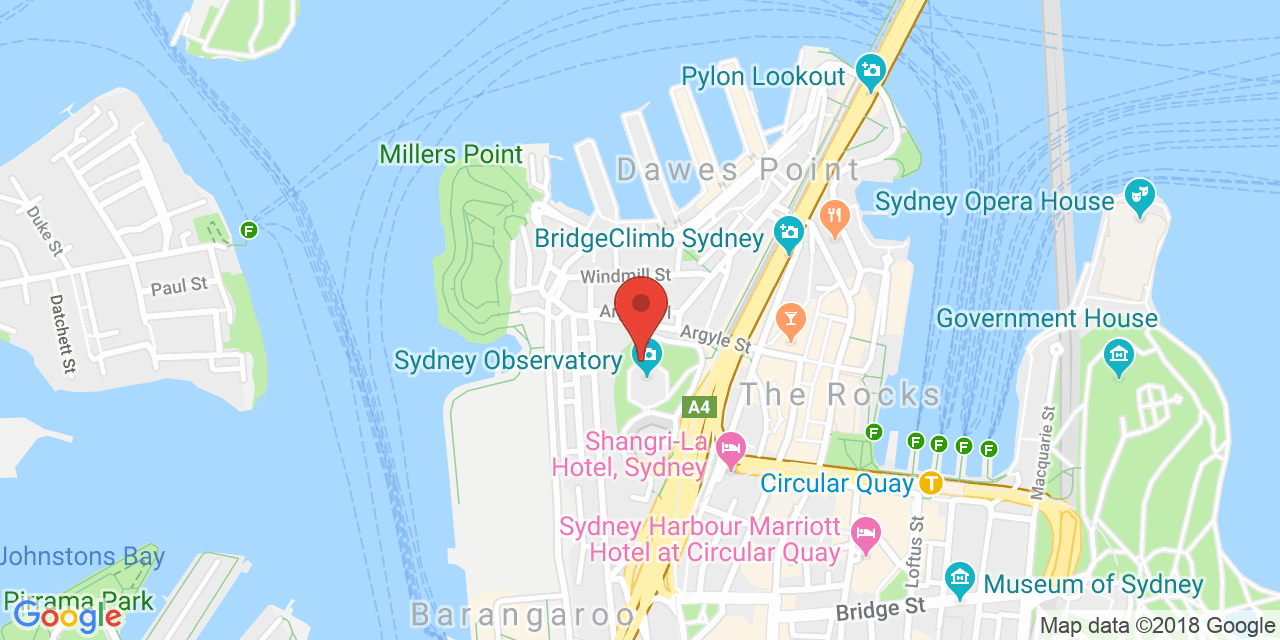 Pylon Lookout
Millers Point
Dawes Point
Sydney Opera House
Duke St
F
BridgeClimb Sydney
Windmill St
Paul St
Datchett St
Argyle St
Government House
Sydney Observatory
The Rocks
A4
Shangri-La
Hotel, Sydney
F
F
F
F
F
Macquarie St
Circular Quay
T
Sydney Harbour Marriott
Hotel at Circular Quay
Loftus St
Johnstons Bay
Museum of Sydney
Pirrama Park
Barangaroo
Bridge St
Google
Map data ©2018 Google